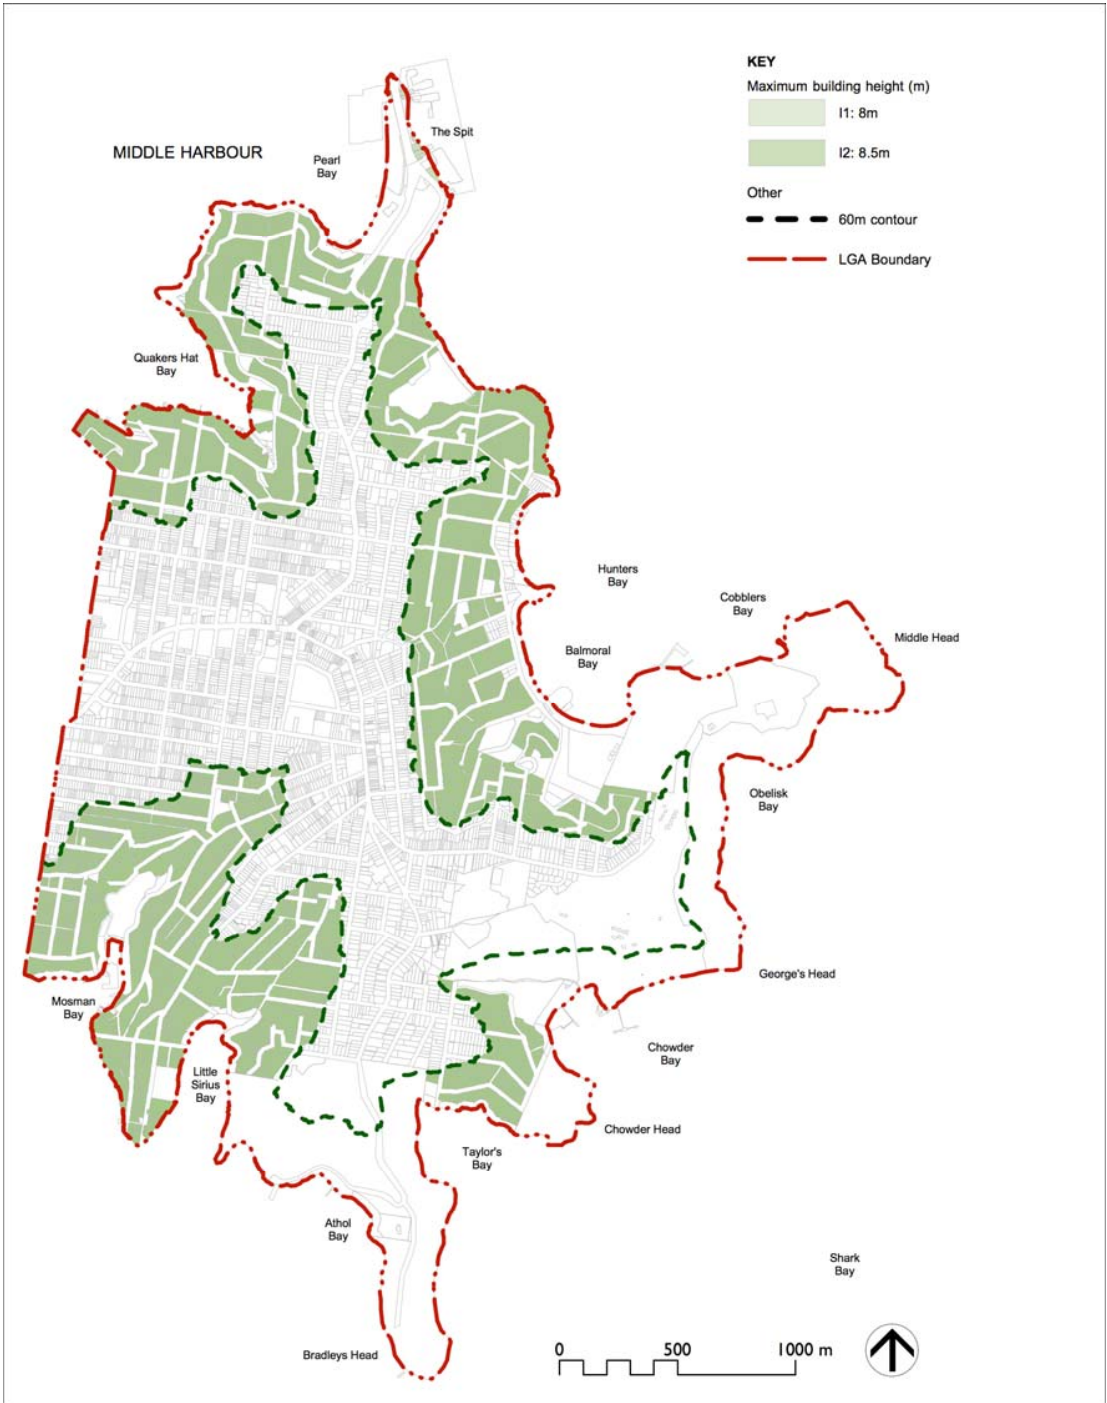 KEY
Maximum building height (m)
I1: 8m
I2: 8.5m
Other
60m contour
LGA Boundary
The Spit
MIDDLE HARBOUR
Pearl
Bay
Quakers Hat
Bay
Hunters
Bay
Cobblers
Bay
Middle Head
Balmoral
Bay
Obelisk
Bay
George's Head
Mosman
Bay
Chowder
Bay
Little
Sirius
Bay
Chowder Head
Taylor's
Bay
Athol
Bay
Shark
Bay
Bradleys Head
0 500 1000 m